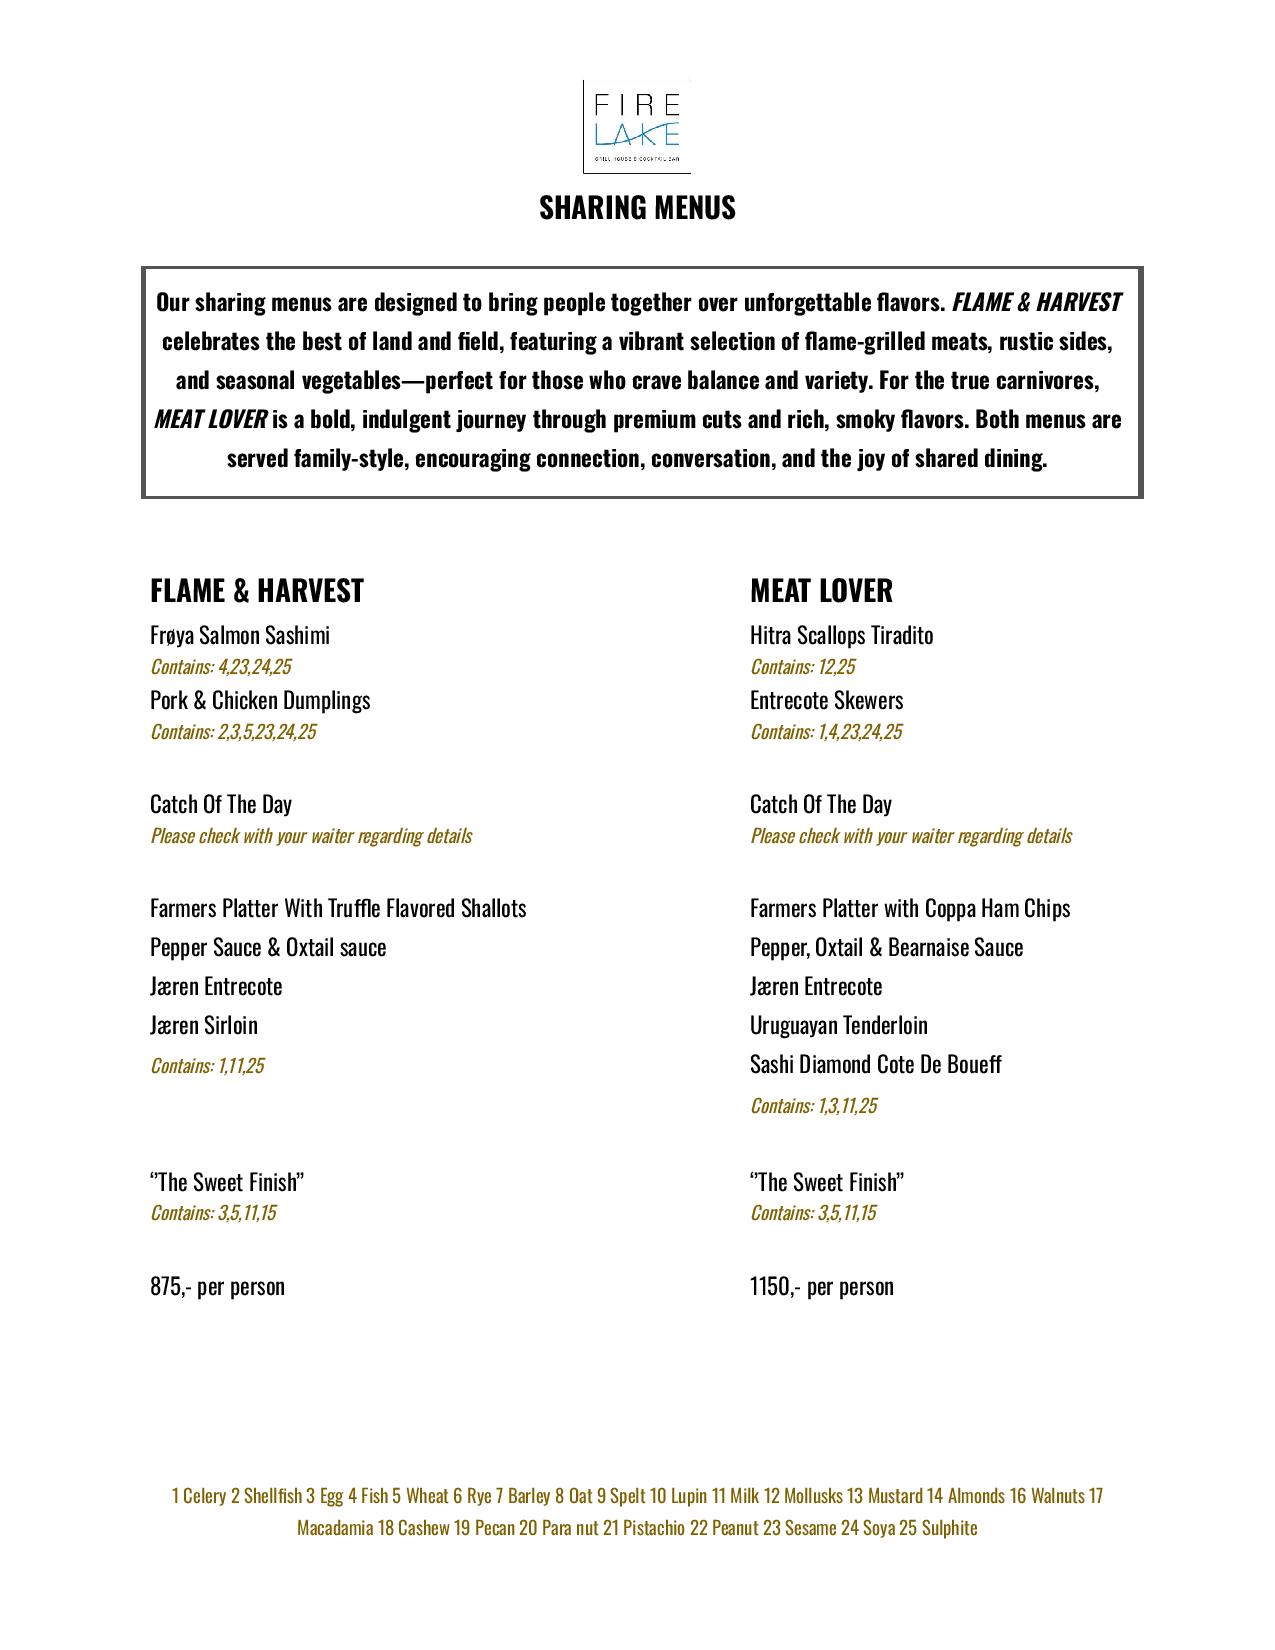 FIRE
LAKE
GRILL HOUSE & COCKTAIL BAR
SHARING MENUS
Our sharing menus are designed to bring people together over unforgettable flavors. FLAME & HARVEST
celebrates the best of land and field, featuring a vibrant selection of flame-grilled meats, rustic sides,
and seasonal vegetables—perfect for those who crave balance and variety. For the true carnivores,
MEAT LOVER is a bold, indulgent journey through premium cuts and rich, smoky flavors. Both menus are
served family-style, encouraging connection, conversation, and the joy of shared dining.
FLAME & HARVEST
Frøya Salmon Sashimi
Contains: 4,23,24,25
Pork & Chicken Dumplings
Contains: 2,3,5,23,24,25
Catch Of The Day
Please check with your waiter regarding details
Farmers Platter With Truffle Flavored Shallots
Pepper Sauce & Oxtail sauce
Jæren Entrecote
Jæren Sirloin
Contains: 1,11,25
‘’The Sweet Finish’’
Contains: 3,5,11,15
875,- per person
MEAT LOVER
Hitra Scallops Tiradito
Contains: 12,25
Entrecote Skewers
Contains: 1,4,23,24,25
Catch Of The Day
Please check with your waiter regarding details
Farmers Platter with Coppa Ham Chips
Pepper, Oxtail & Bearnaise Sauce
Jæren Entrecote
Uruguayan Tenderloin
Sashi Diamond Cote De Boueff
Contains: 1,3,11,25
‘’The Sweet Finish’’
Contains: 3,5,11,15
1150,- per person
1 Celery 2 Shellfish 3 Egg 4 Fish 5 Wheat 6 Rye 7 Barley 8 Oat 9 Spelt 10 Lupin 11 Milk 12 Mollusks 13 Mustard 14 Almonds 16 Walnuts 17
Macadamia 18 Cashew 19 Pecan 20 Para nut 21 Pistachio 22 Peanut 23 Sesame 24 Soya 25 Sulphite